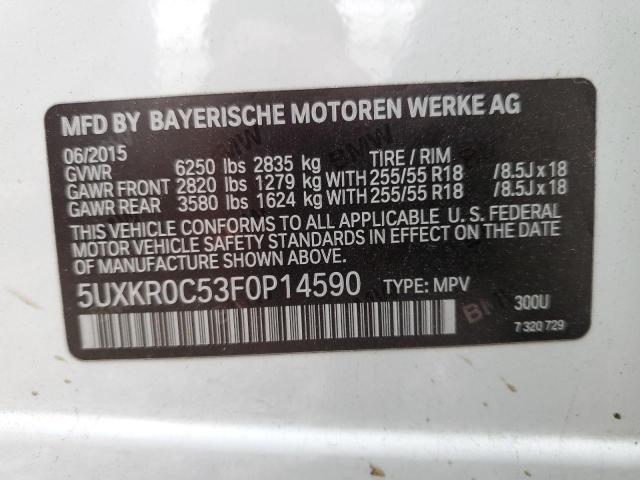 MFD BY BAYERISCHE MOTOREN WERKE AG
06/2015
GVWR 6250 lbs 2835 kg TIRE / RIM
GAWR FRONT 2820 lbs 1279 kg WITH 255/55 R18 /8.5J x 18
GAWR REAR 3580 lbs 1624 kg WITH 255/55 R18 /8.5J x 18
THIS VEHICLE CONFORMS TO ALL APPLICABLE U. S. FEDERAL
MOTOR VEHICLE SAFETY STANDARDS IN EFFECT ON THE
DATE OF MANUFACTURE SHOWN ABOVE.
5UXKR0C53F0P14590 TYPE: MPV
300U
7 320 729